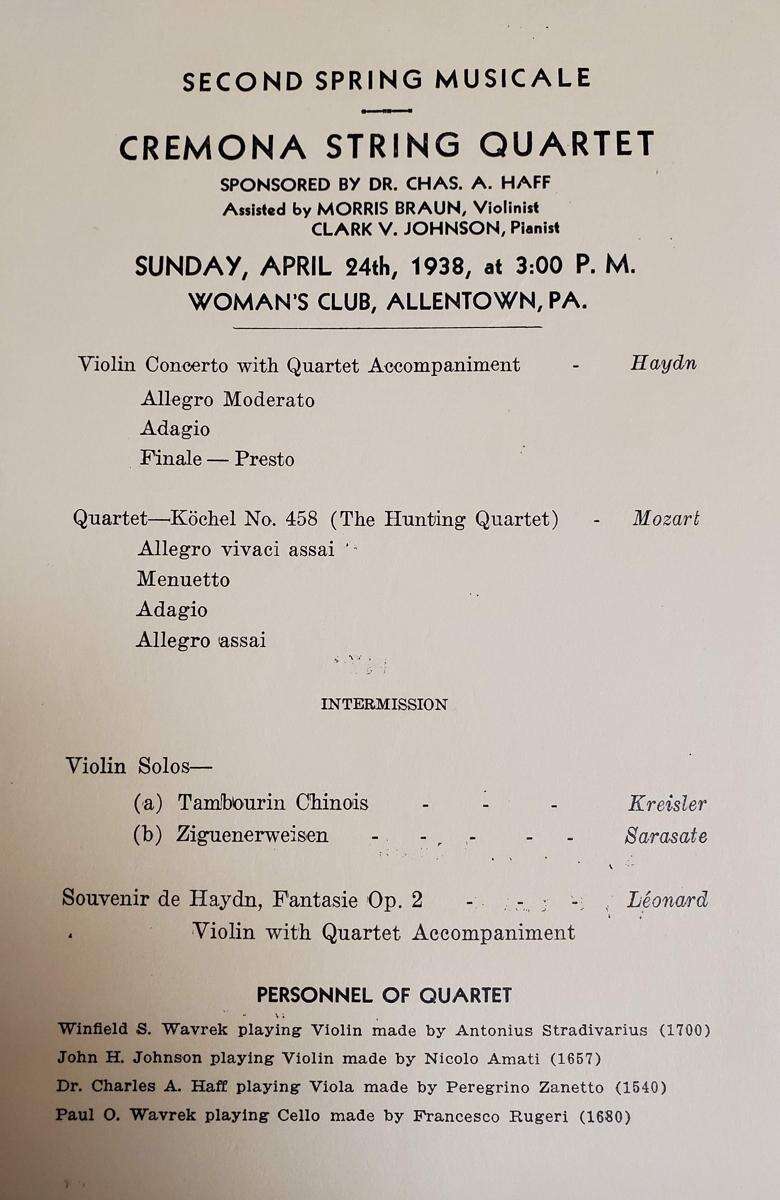 SECOND SPRING MUSICALE
CREMONA STRING QUARTET
SPONSORED BY DR. CHAS. A. HAFF
Assisted by MORRIS BRAUN, Violinist
CLARK V. JOHNSON, Pianist
SUNDAY, APRIL 24th, 1938, at 3:00 P. M.
WOMAN'S CLUB, ALLENTOWN, PA.
Violin Concerto with Quartet Accompaniment - Haydn
Allegro Moderato
Adagio
Finale — Presto
Quartet—Köchel No. 458 (The Hunting Quartet) - Mozart
Allegro vivaci assai
Menuetto
Adagio
Allegro assai
INTERMISSION
Violin Solos—
(a) Tambourin Chinois - - - Kreisler
(b) Ziguenerweisen - - - - - Sarasate
Souvenir de Haydn, Fantasie Op. 2 - - - Léonard
Violin with Quartet Accompaniment
PERSONNEL OF QUARTET
Winfield S. Wavrek playing Violin made by Antonius Stradivarius (1700)
John H. Johnson playing Violin made by Nicolo Amati (1657)
Dr. Charles A. Haff playing Viola made by Peregrino Zanetto (1540)
Paul O. Wavrek playing Cello made by Francesco Rugeri (1680)